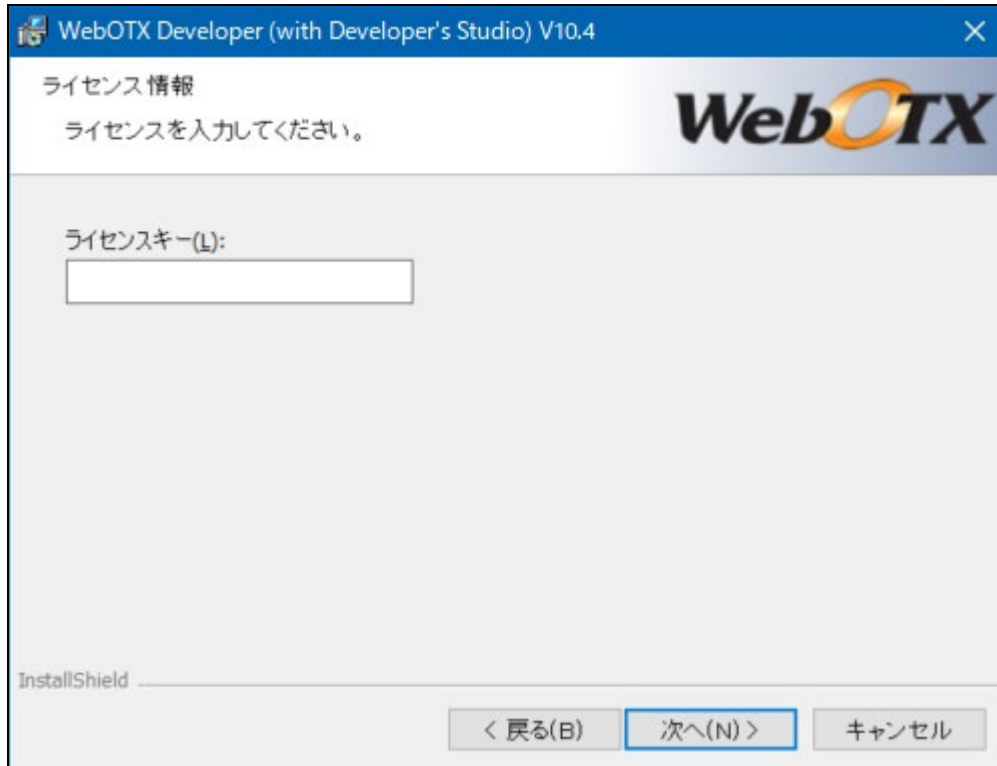 WebOTX Developer (with Developer's Studio) V10.4
ライセンス情報
ライセンスを入力してください。
WebOTX
ライセンスキー(L):
InstallShield
< 戻る(B)
次へ(N) >
キャンセル